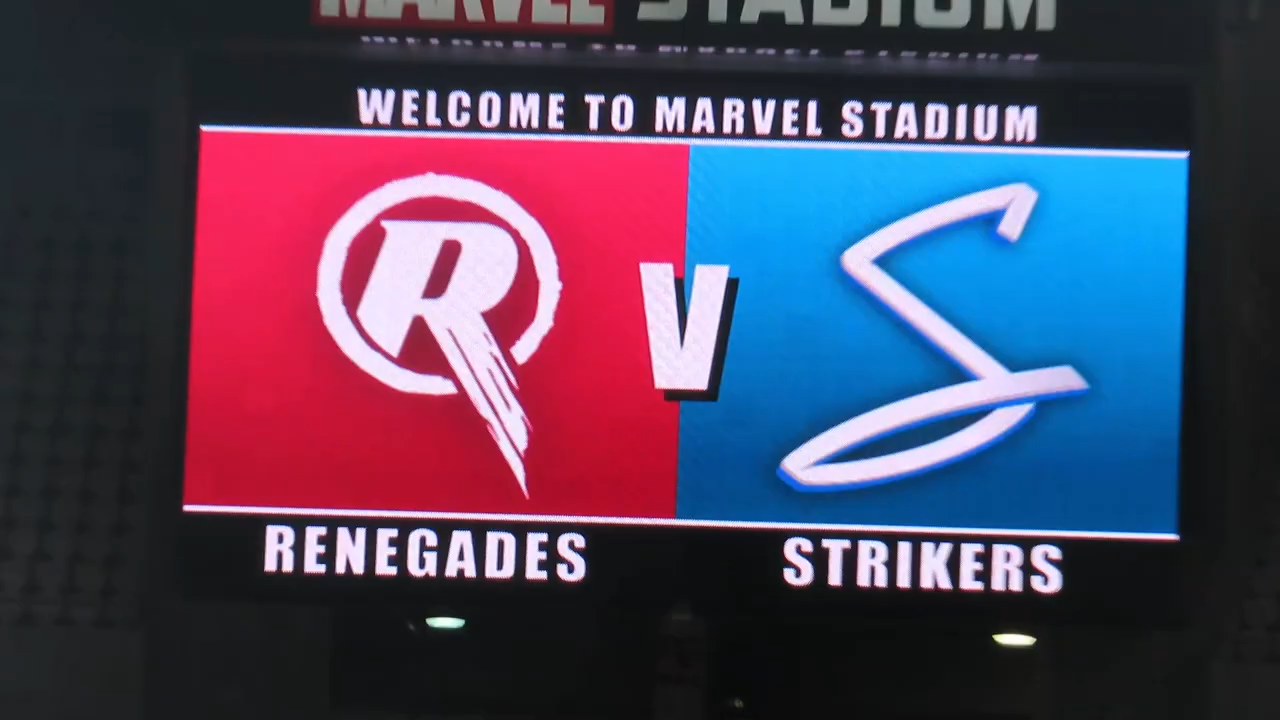 MARVEL STADIUM
WELCOME TO MARVEL STADIUM
R V S
RENEGADES STRIKERS